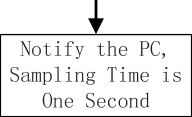 Notify the PC,
Sampling Time is
One Second